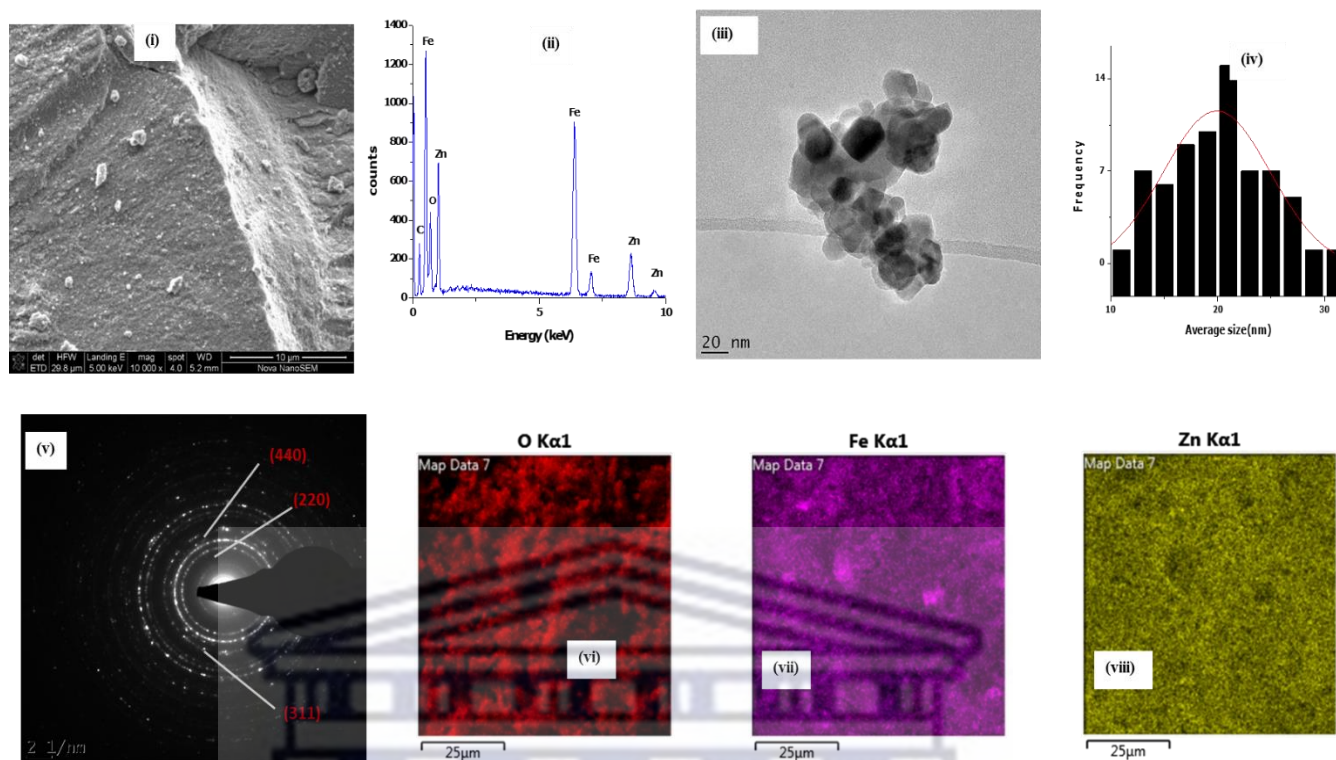 (i)
det HFW Landing E mag spot WD 10 µm
ETD 29.8 µm 5.00 keV 10 000 x 4.0 5.2 mm Nova NanoSEM
(ii)
1400
1200
1000
800
600
400
200
0
counts
Fe
Zn
O
C
Fe
Fe
Zn
Zn
0 5 10
Energy (keV)
(iii)
20 nm
(iv)
14
7
0
Frequency
10 20 30
Average size(nm)
(v)
(440)
(220)
(311)
2 1/nm
O Kα1
Map Data 7
(vi)
25µm
Fe Kα1
Map Data 7
(vii)
25µm
Zn Kα1
Map Data 7
(viii)
25µm